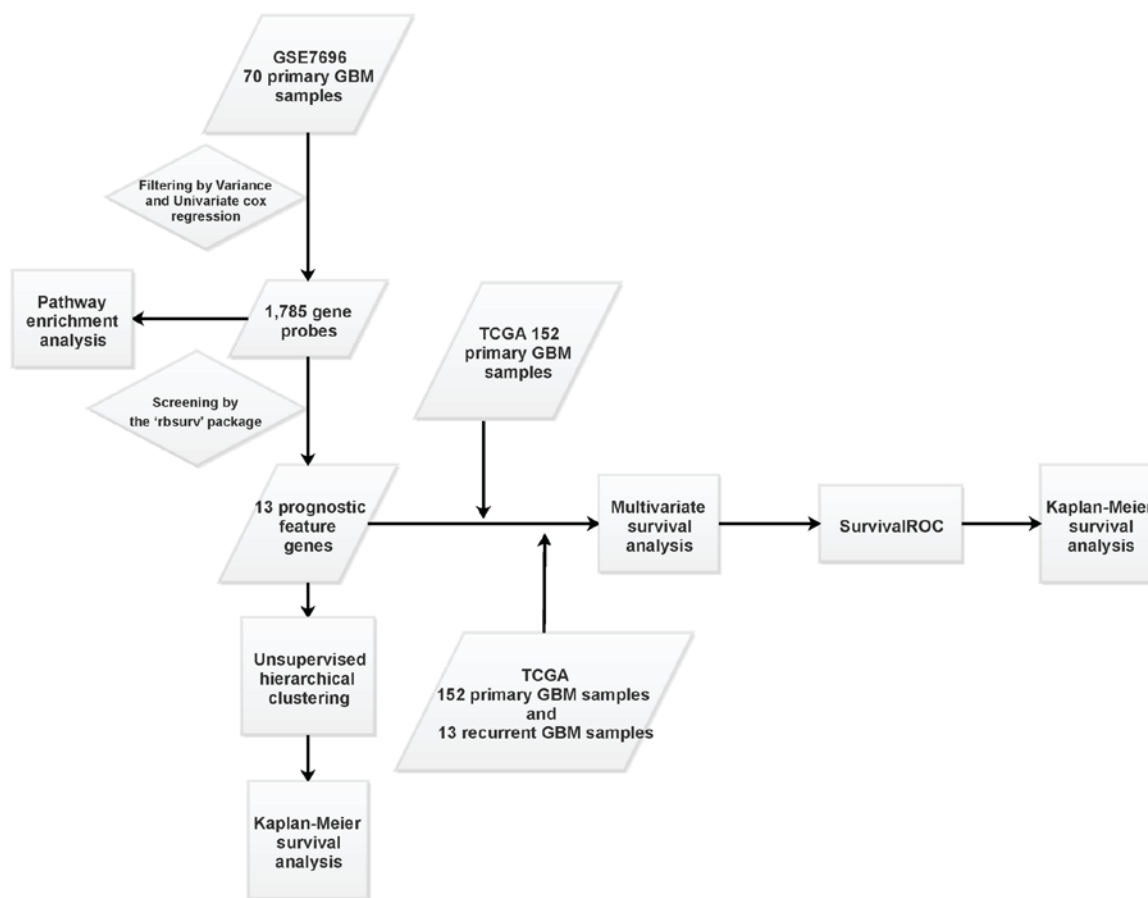 GSE7696
70 primary GBM
samples
Filtering by Variance
and Univariate cox
regression
Pathway
enrichment
analysis
1,785 gene
probes
TCGA 152
primary GBM
samples
Screening by
the ‘rbsurv’ package
13 prognostic
feature
genes
Multivariate
survival
analysis
SurvivalROC
Kaplan-Meier
survival
analysis
Unsupervised
hierarchical
clustering
TCGA
152 primary GBM samples
and
13 recurrent GBM samples
Kaplan-Meier
survival
analysis